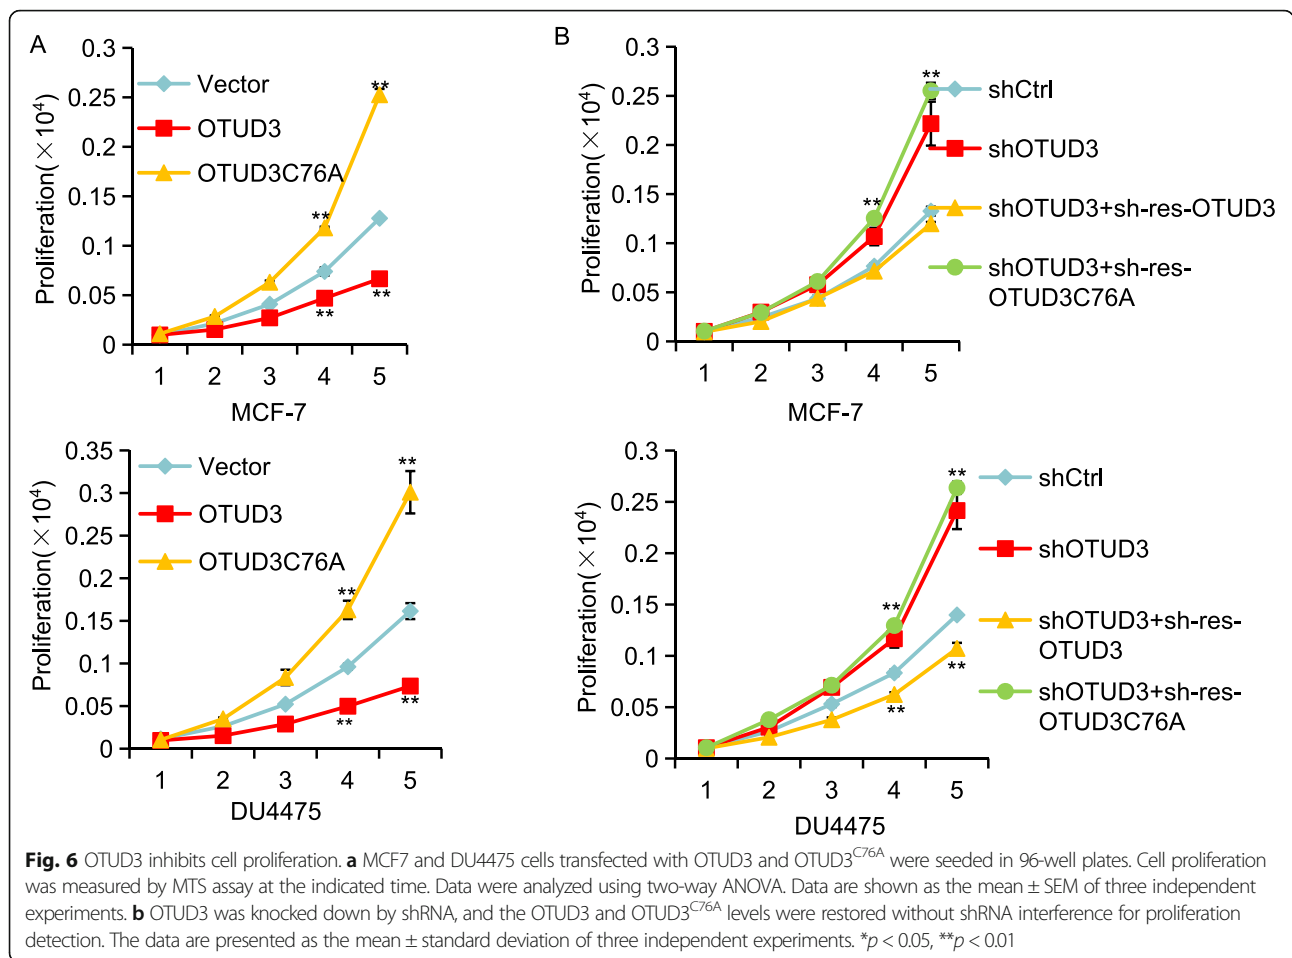 A
0.3
0.25
0.2
0.15
0.1
0.05
0
Proliferation(×10⁴)
Vector
OTUD3
OTUD3C76A
**
**
**
**
1 2 3 4 5
MCF-7
0.35
0.3
0.25
0.2
0.15
0.1
0.05
0
Proliferation(×10⁴)
Vector
OTUD3
OTUD3C76A
**
**
**
**
1 2 3 4 5
DU4475
B
0.3
0.25
0.2
0.15
0.1
0.05
0
Proliferation(×10⁴)
**
**
shCtrl
shOTUD3
shOTUD3+sh-res-OTUD3
shOTUD3+sh-res-
OTUD3C76A
1 2 3 4 5
MCF-7
0.3
0.25
0.2
0.15
0.1
0.05
0
Proliferation(×10⁴)
**
**
**
**
shCtrl
shOTUD3
shOTUD3+sh-res-
OTUD3
shOTUD3+sh-res-
OTUD3C76A
1 2 3 4 5
DU4475
Fig. 6 OTUD3 inhibits cell proliferation. a MCF7 and DU4475 cells transfected with OTUD3 and OTUD3^C76A were seeded in 96-well plates. Cell proliferation
was measured by MTS assay at the indicated time. Data were analyzed using two-way ANOVA. Data are shown as the mean ± SEM of three independent
experiments. b OTUD3 was knocked down by shRNA, and the OTUD3 and OTUD3^C76A levels were restored without shRNA interference for proliferation
detection. The data are presented as the mean ± standard deviation of three independent experiments. *p < 0.05, **p < 0.01